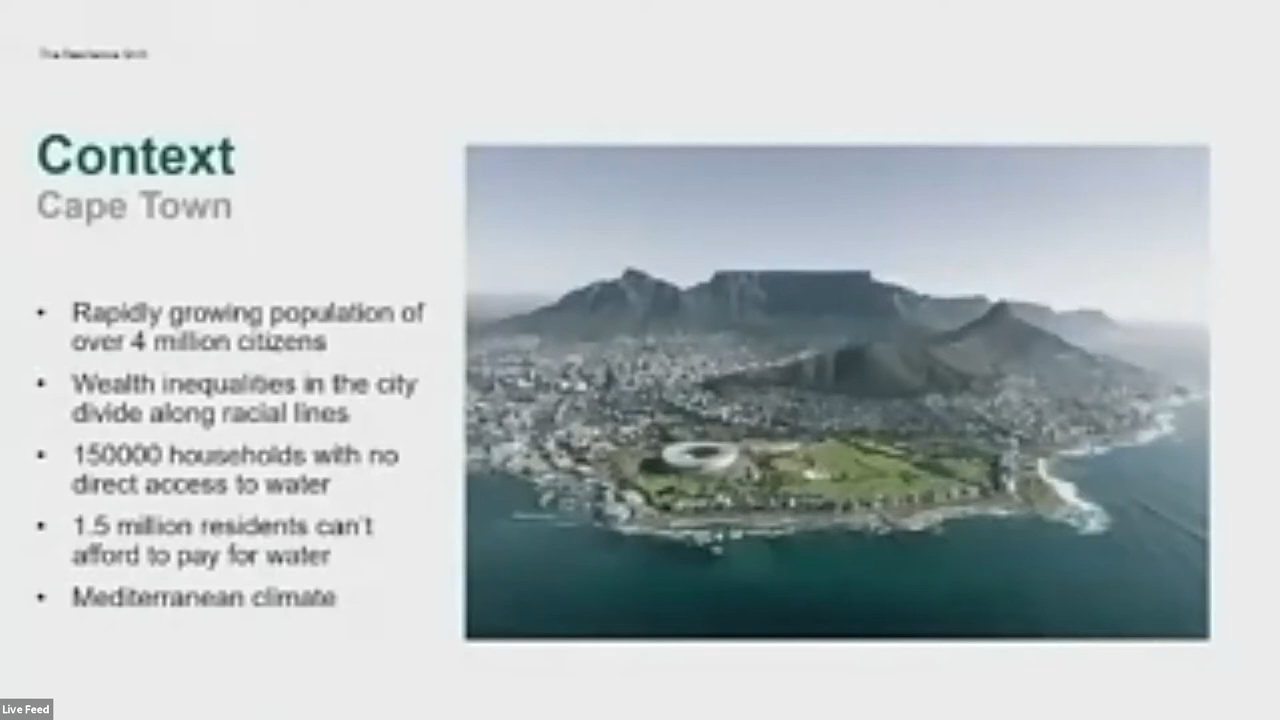 Context
Cape Town
• Rapidly growing population of
over 4 million citizens
• Wealth inequalities in the city
divide along racial lines
• 150000 households with no
direct access to water
• 1.5 million residents can't
afford to pay for water
• Mediterranean climate
Live Feed